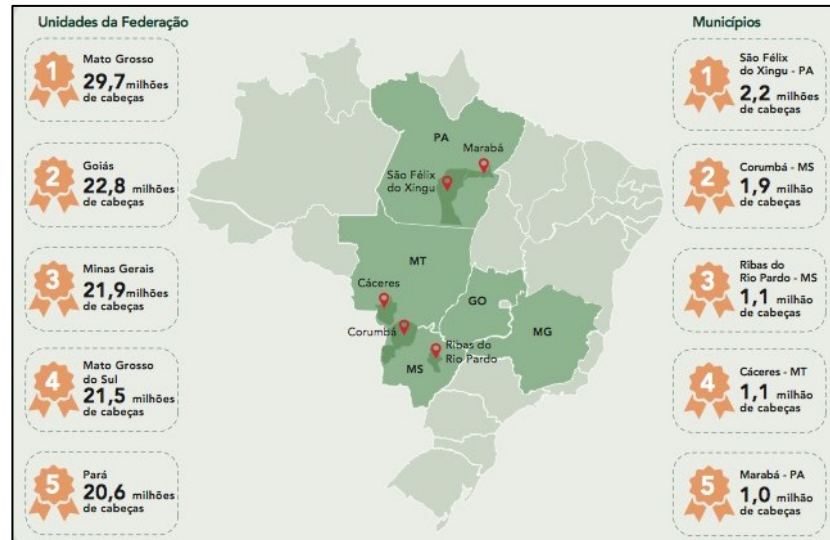 Unidades da Federação
1
Mato Grosso
29,7 milhões
de cabeças
2
Goiás
22,8 milhões
de cabeças
3
Minas Gerais
21,9 milhões
de cabeças
4
Mato Grosso
do Sul
21,5 milhões
de cabeças
5
Pará
20,6 milhões
de cabeças
PA
Marabá
São Félix
do Xingu
MT
Cáceres
GO
Corumbá
MG
Ribas do
Rio Pardo
MS
Municípios
1
São Félix
do Xingu - PA
2,2
milhões
de cabeças
2
Corumbá - MS
1,9 milhão
de cabeças
3
Ribas do
Rio Pardo - MS
1,1 milhão
de cabeças
4
Cáceres - MT
1,1 milhão
de cabeças
5
Marabá - PA
1,0 milhão
de cabeças